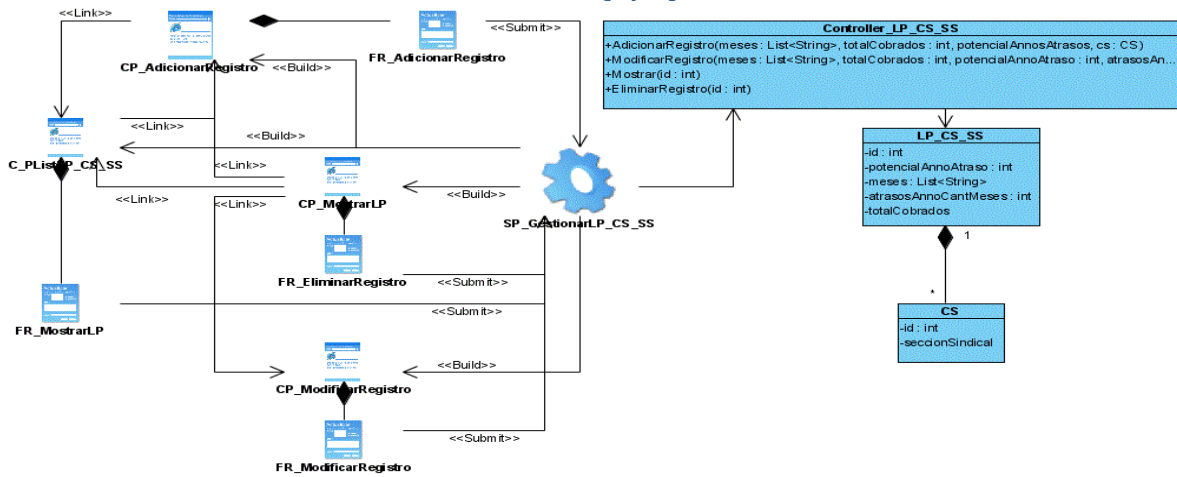 <<Link>>
<<Submit>>
CP_AdicionarRegistro
FR_AdicionarRegistro
<<Build>>
<<Link>>
<<Build>>
C_PListLP_CS_SS
<<Link>>
<<Link>>
CP_MostrarLP
<<Build>>
SP_GestionarLP_CS_SS
FR_EliminarRegistro
<<Submit>>
FR_MostrarLP
<<Submit>>
<<Build>>
CP_ModificarRegistro
<<Submit>>
FR_ModificarRegistro
Controller_LP_CS_SS
+AdicionarRegistro(meses : List<String>, totalCobrados : int, potencialAnnosAtrasos, cs : CS)
+ModificarRegistro(meses : List<String>, totalCobrados : int, potencialAnnoAtraso : int, atrasosAn...
+Mostrar(id : int)
+EliminarRegistro(id : int)
LP_CS_SS
-id : int
-potencialAnnoAtraso : int
-meses : List<String>
-atrasosAnnoCantMeses : int
-totalCobrados
1
*
CS
-id : int
-seccionSindical